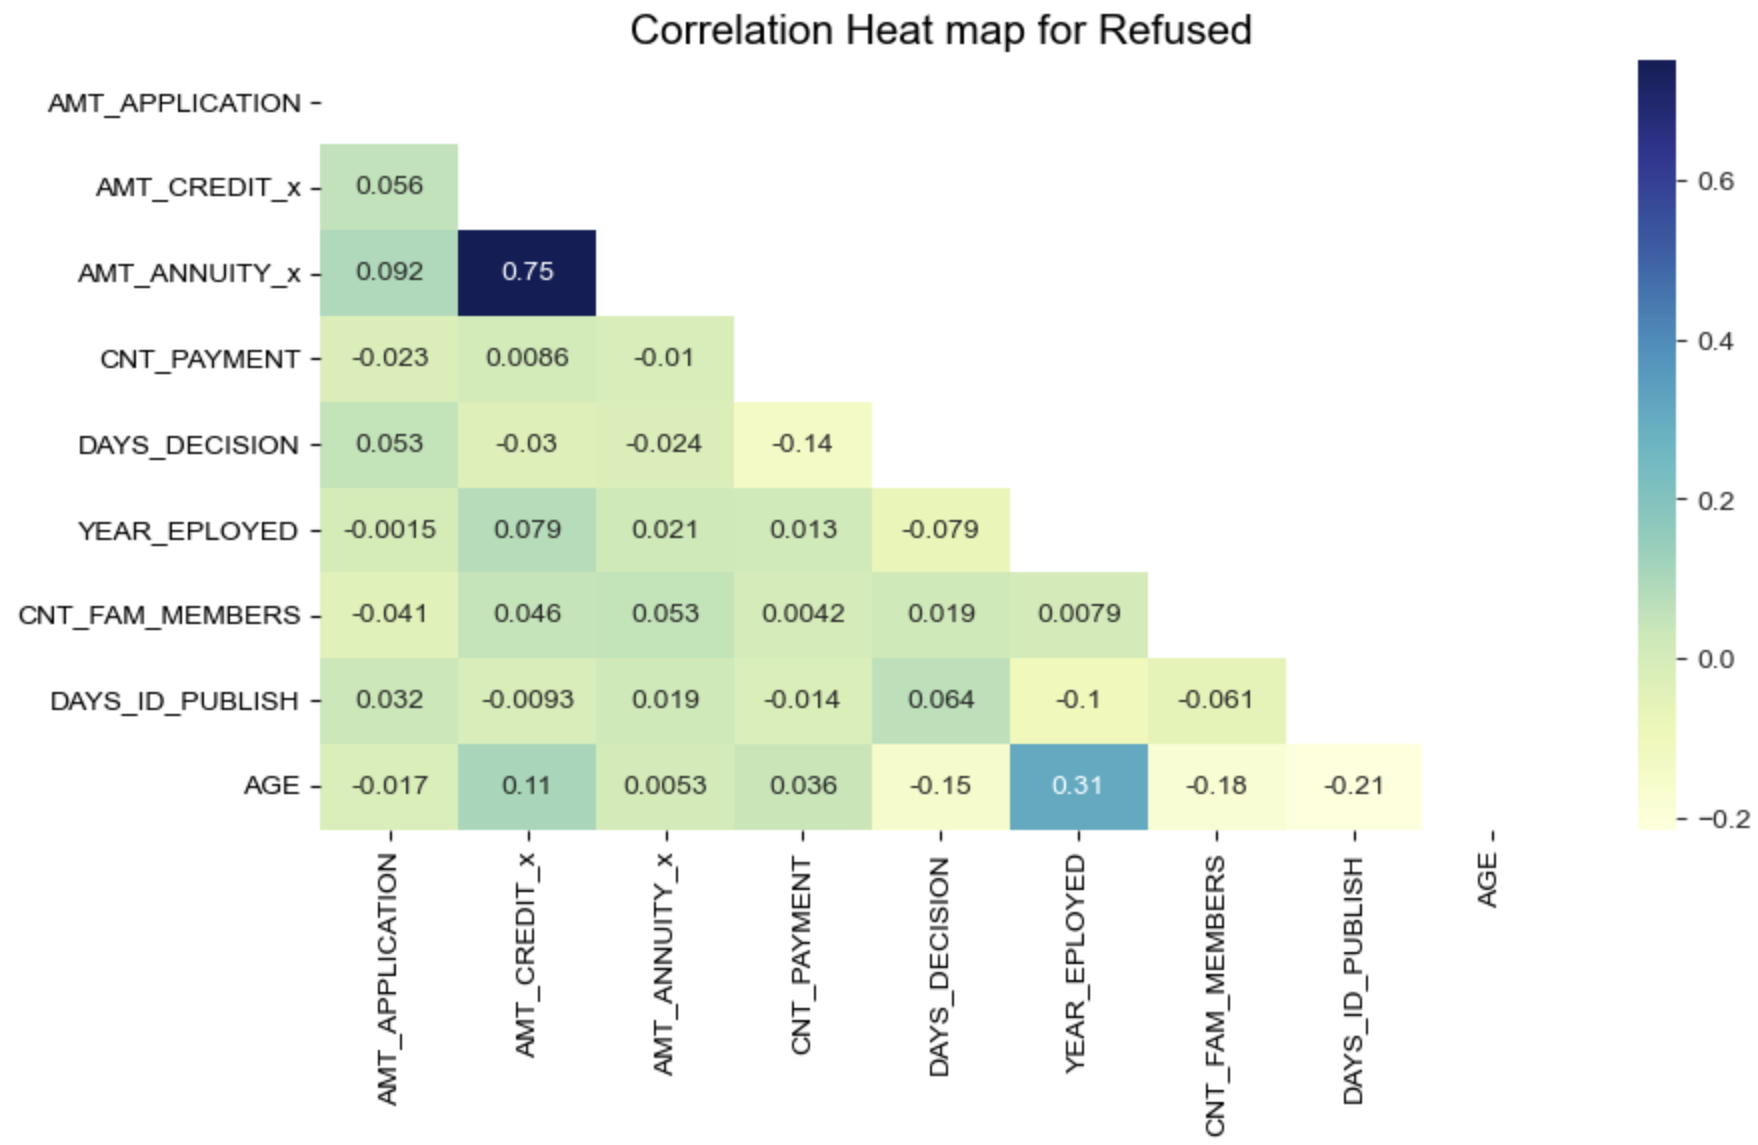 Correlation Heat map for Refused
AMT_APPLICATION
AMT_CREDIT_x 0.056
AMT_ANNUITY_x 0.092 0.75
CNT_PAYMENT -0.023 0.0086 -0.01
DAYS_DECISION 0.053 -0.03 -0.024 -0.14
YEAR_EPLOYED -0.0015 0.079 0.021 0.013 -0.079
CNT_FAM_MEMBERS -0.041 0.046 0.053 0.0042 0.019 0.0079
DAYS_ID_PUBLISH 0.032 -0.0093 0.019 -0.014 0.064 -0.1 -0.061
AGE -0.017 0.11 0.0053 0.036 -0.15 0.31 -0.18 -0.21
AMT_APPLICATION
AMT_CREDIT_x
AMT_ANNUITY_x
CNT_PAYMENT
DAYS_DECISION
YEAR_EPLOYED
CNT_FAM_MEMBERS
DAYS_ID_PUBLISH
AGE
0.6
0.4
0.2
0.0
−0.2